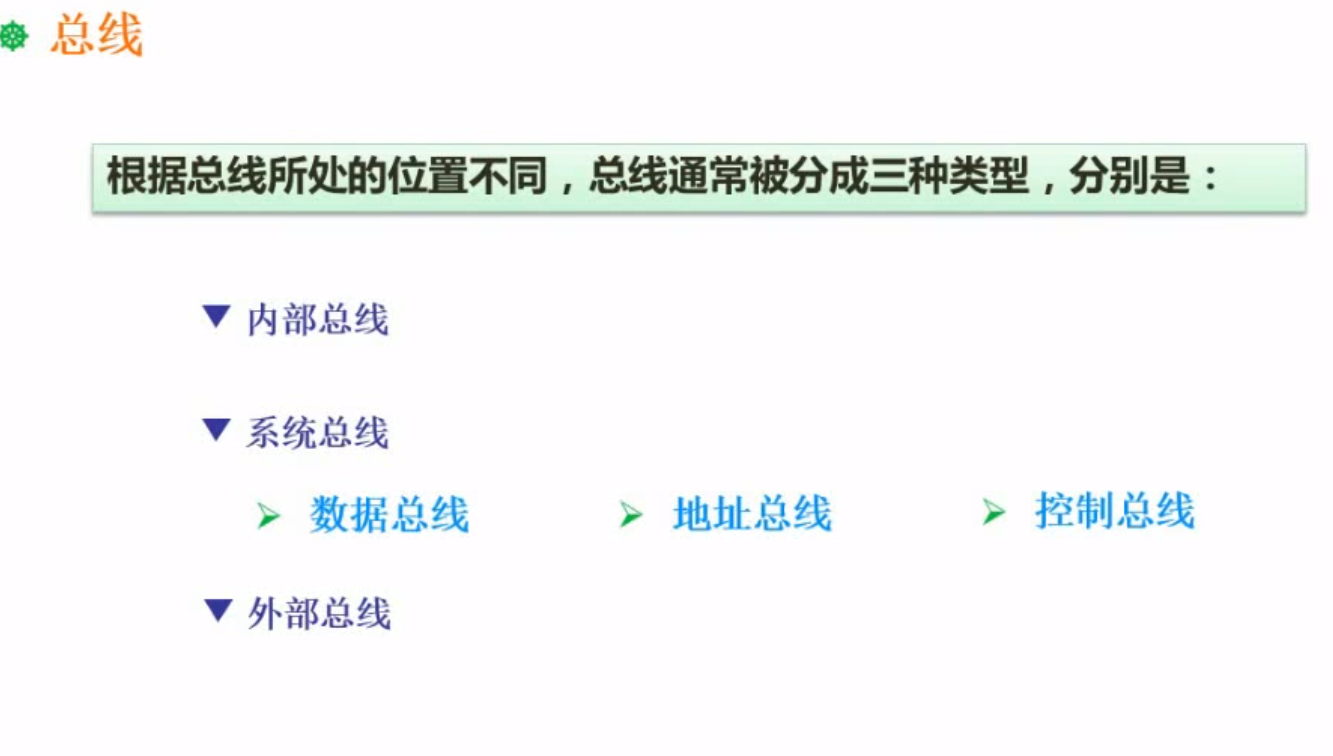 总线
根据总线所处的位置不同，总线通常被分成三种类型，分别是：
内部总线
系统总线
数据总线 地址总线 控制总线
外部总线